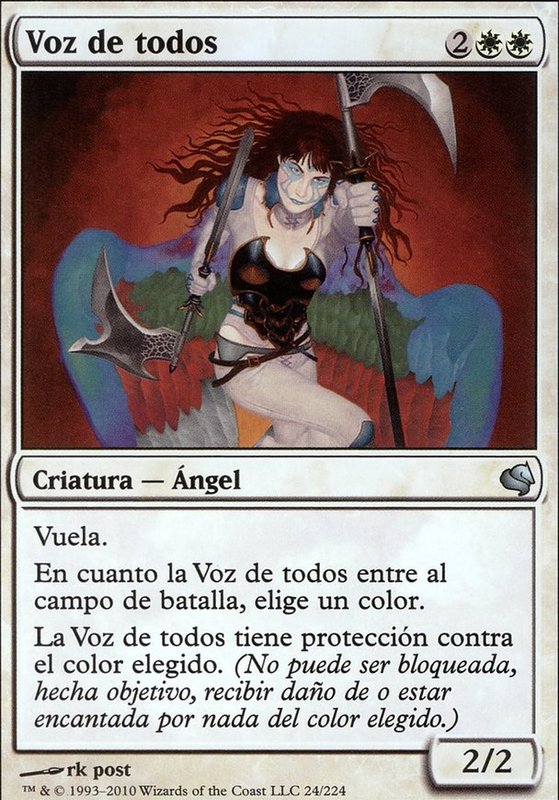 Voz de todos 2
Criatura — Ángel
Vuela.
En cuanto la Voz de todos entre al
campo de batalla, elige un color.
La Voz de todos tiene protección contra
el color elegido. (No puede ser bloqueada,
hecha objetivo, recibir daño de o estar
encantada por nada del color elegido.)
2/2
rk post
™ & © 1993–2010 Wizards of the Coast LLC 24/224